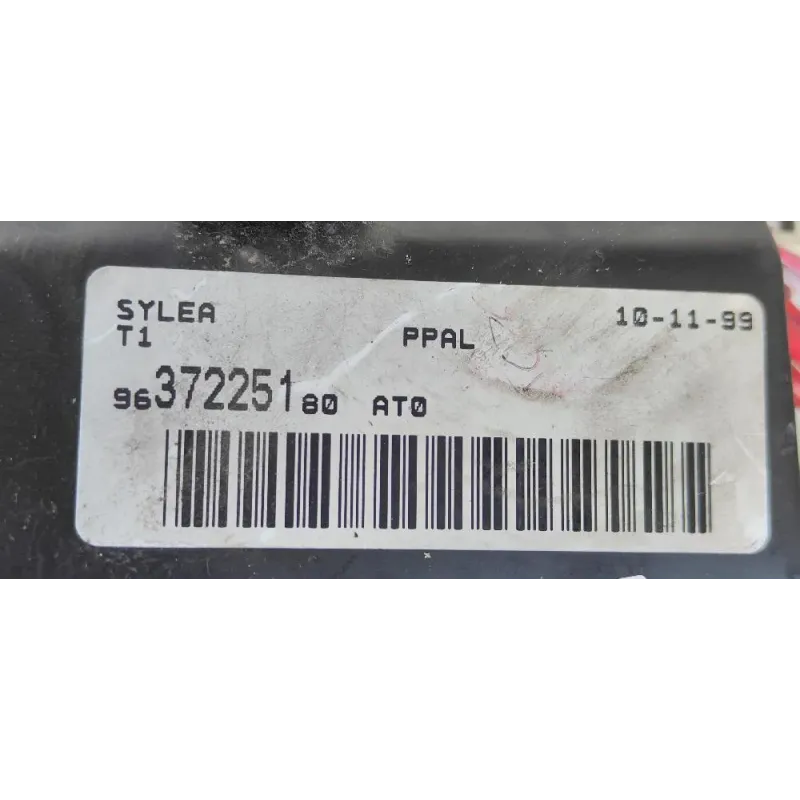 SYLEA 10-11-99
T1 PPAL
9637225180 AT0